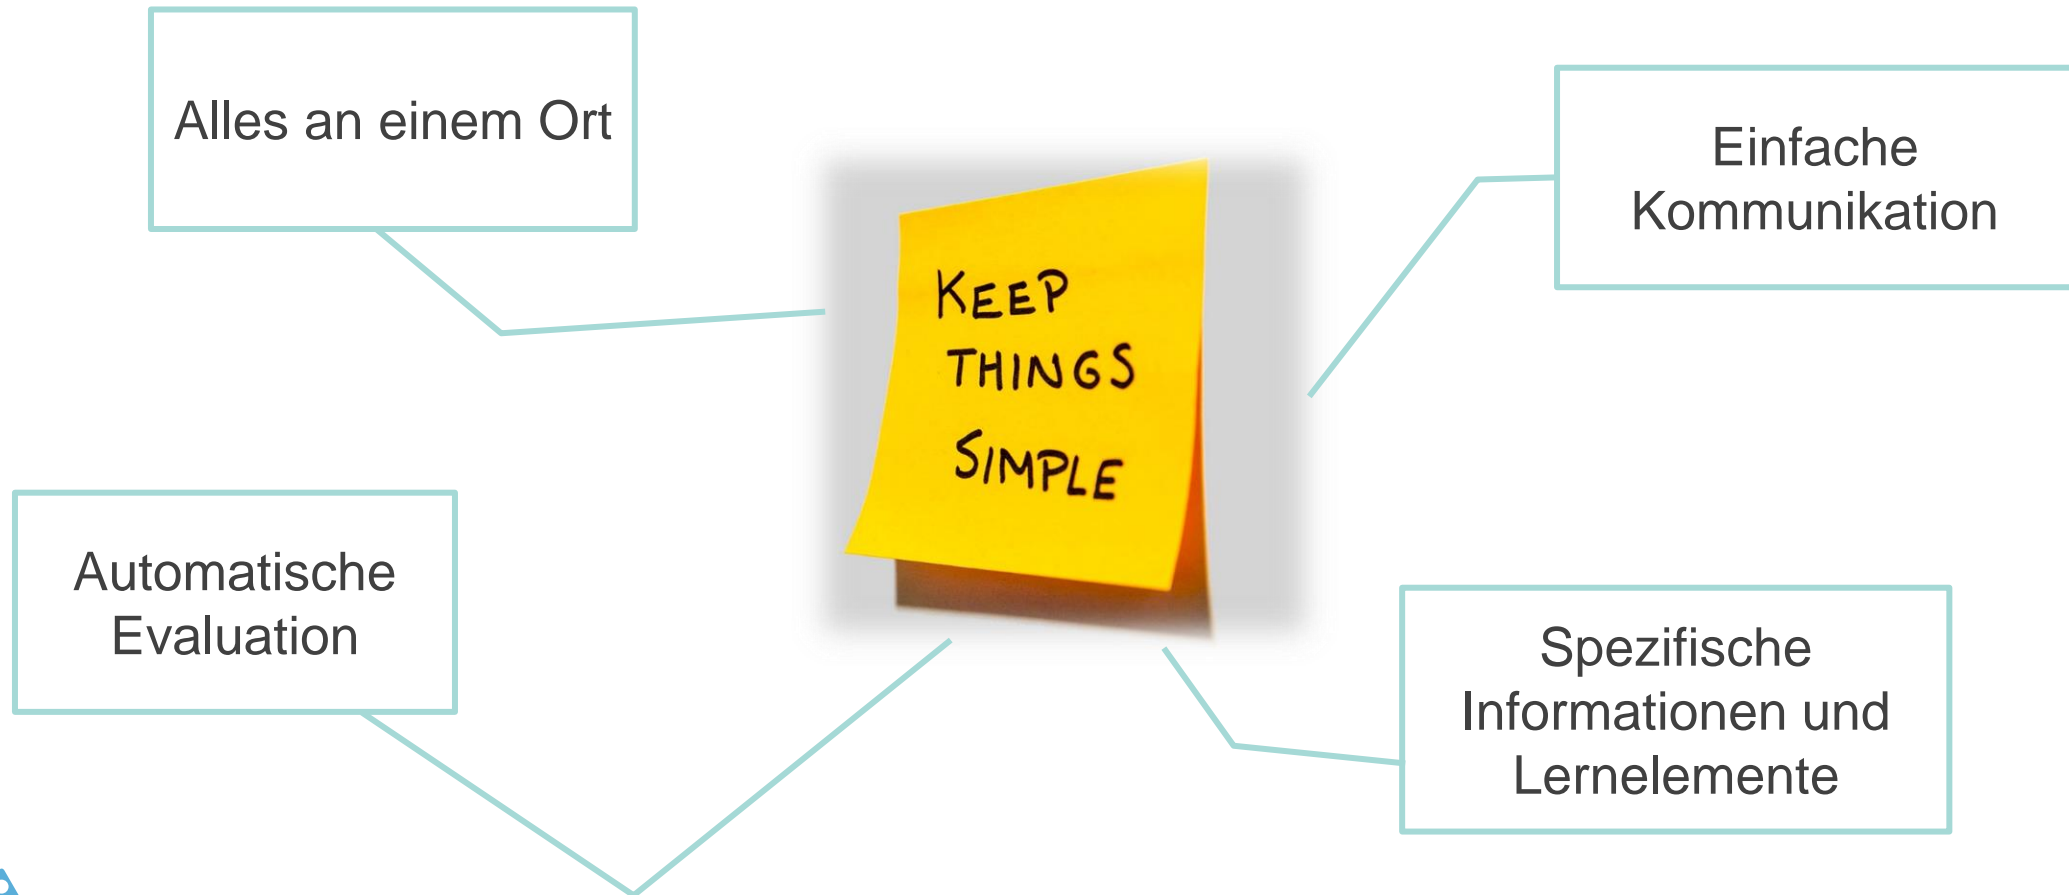 Alles an einem Ort
Einfache
Kommunikation
KEEP
THINGS
SIMPLE
Automatische
Evaluation
Spezifische
Informationen und
Lernelemente